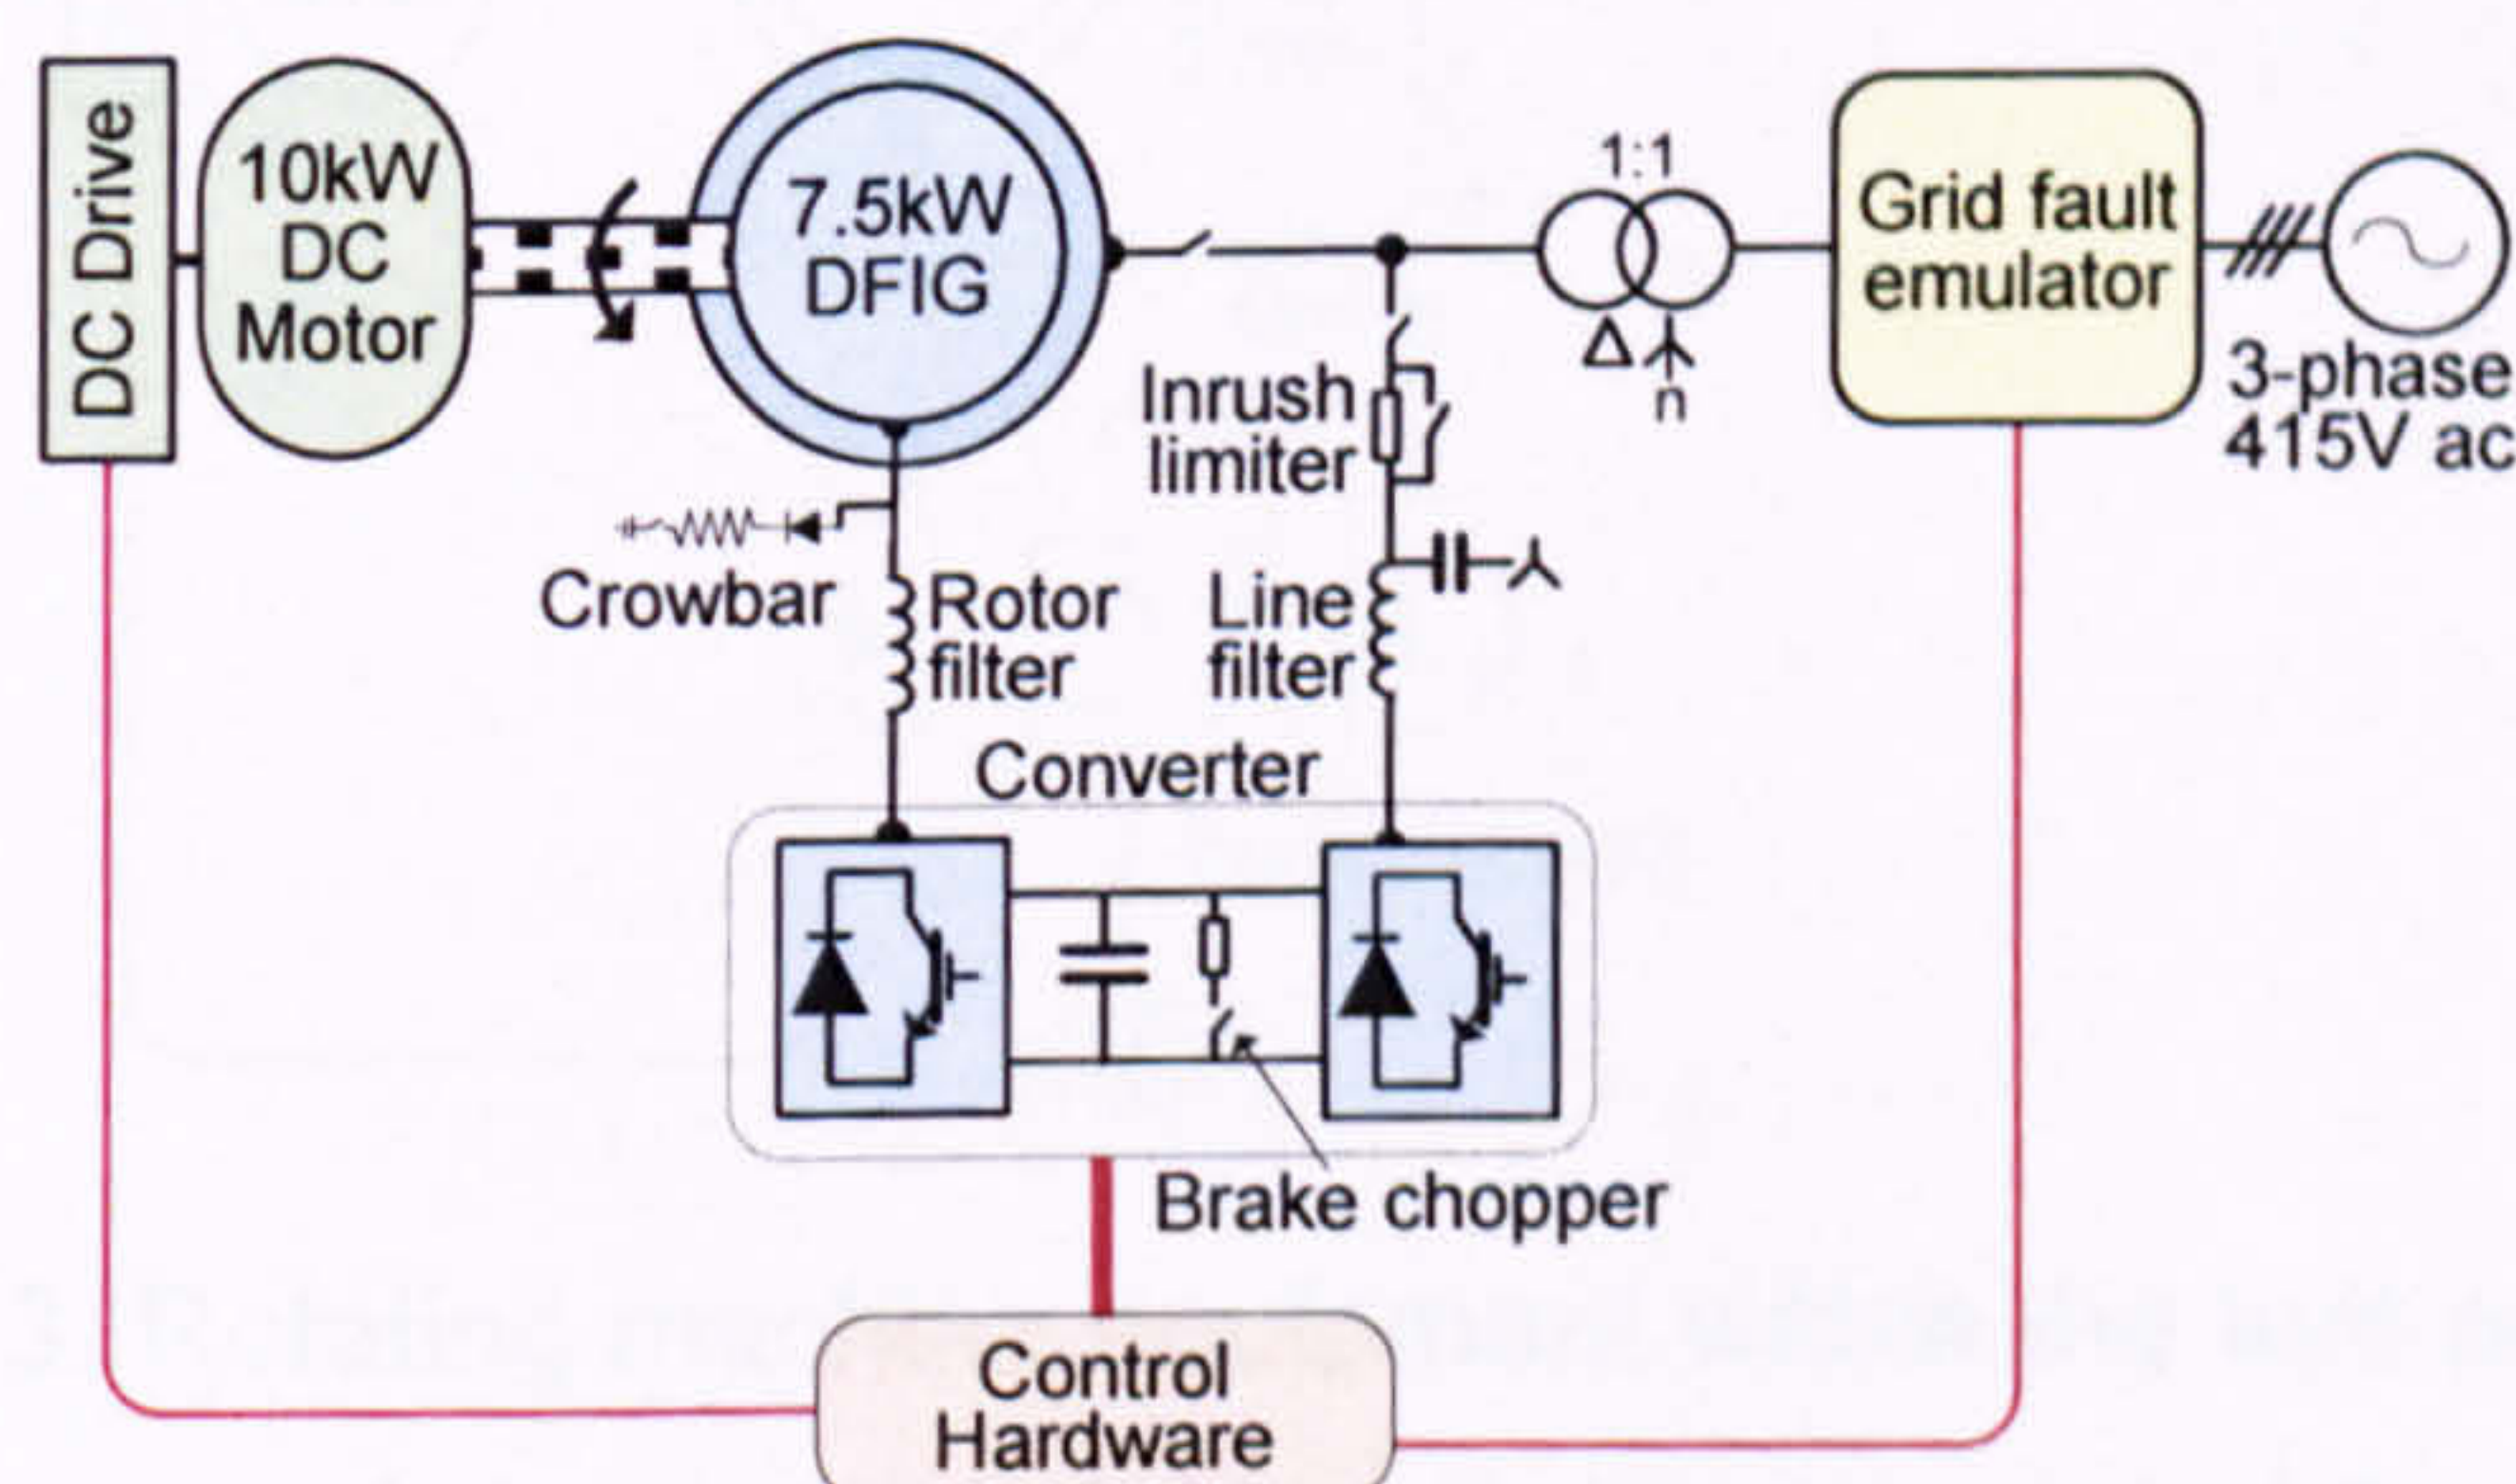 DC Drive
10kW
DC
Motor
7.5kW
DFIG
1:1
Δ
n
Grid fault
emulator
3-phase
415V ac
Inrush
limiter
Crowbar
Rotor
filter
Line
filter
Converter
Brake chopper
Control
Hardware